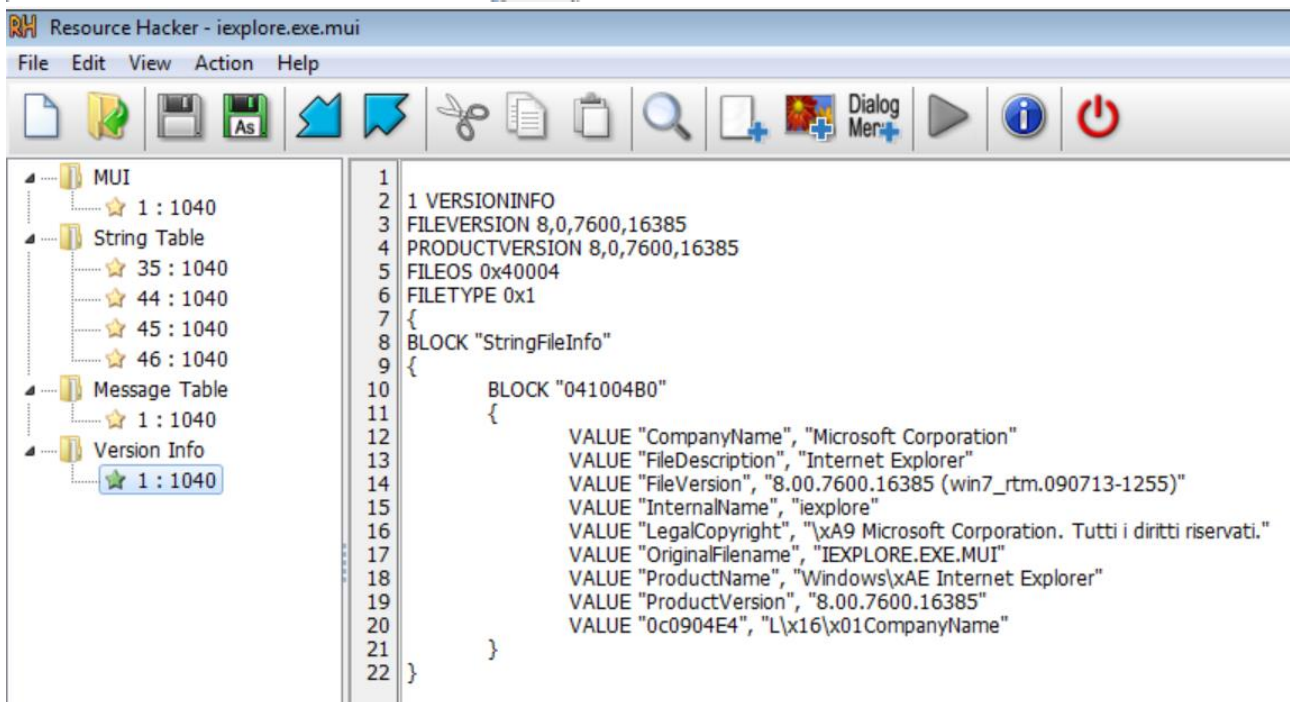 Resource Hacker - iexplore.exe.mui
File Edit View Action Help
As
Dialog
Menu
MUI
1 : 1040
String Table
35 : 1040
44 : 1040
45 : 1040
46 : 1040
Message Table
1 : 1040
Version Info
1 : 1040
1
2 1 VERSIONINFO
3 FILEVERSION 8,0,7600,16385
4 PRODUCTVERSION 8,0,7600,16385
5 FILEOS 0x40004
6 FILETYPE 0x1
7 {
8 BLOCK "StringFileInfo"
9 {
10 BLOCK "041004B0"
11 {
12 VALUE "CompanyName", "Microsoft Corporation"
13 VALUE "FileDescription", "Internet Explorer"
14 VALUE "FileVersion", "8.00.7600.16385 (win7_rtm.090713-1255)"
15 VALUE "InternalName", "iexplore"
16 VALUE "LegalCopyright", "\xA9 Microsoft Corporation. Tutti i diritti riservati."
17 VALUE "OriginalFilename", "IEXPLORE.EXE.MUI"
18 VALUE "ProductName", "Windows\xAE Internet Explorer"
19 VALUE "ProductVersion", "8.00.7600.16385"
20 VALUE "0c0904E4", "L\x16\x01CompanyName"
21 }
22 }